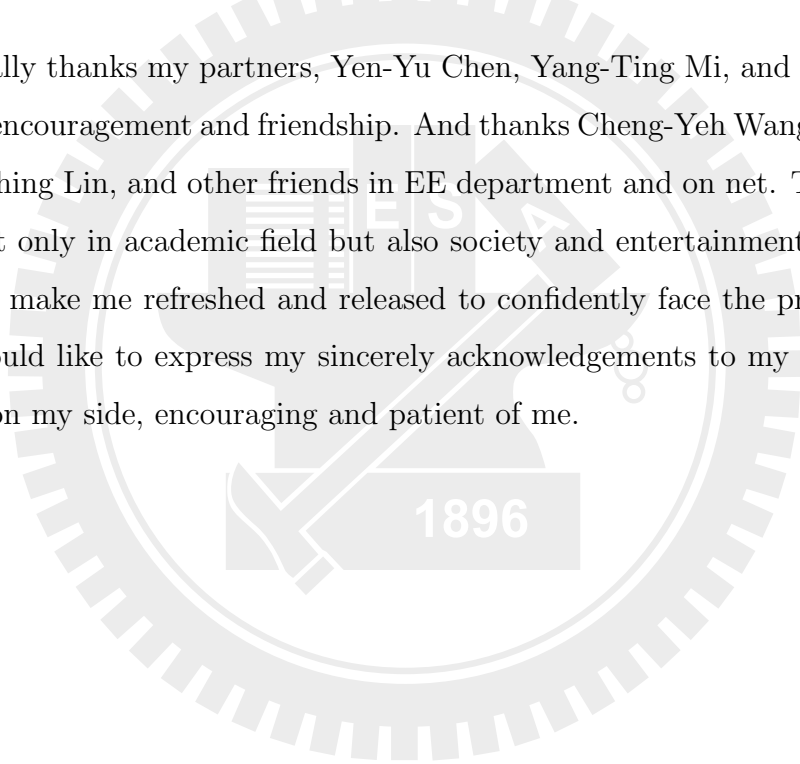 ally thanks my partners, Yen-Yu Chen, Yang-Ting Mi, and
encouragement and friendship. And thanks Cheng-Yeh Wang
hing Lin, and other friends in EE department and on net. T
t only in academic field but also society and entertainment
make me refreshed and released to confidently face the pr
ould like to express my sincerely acknowledgements to my
on my side, encouraging and patient of me.
E S A
1896